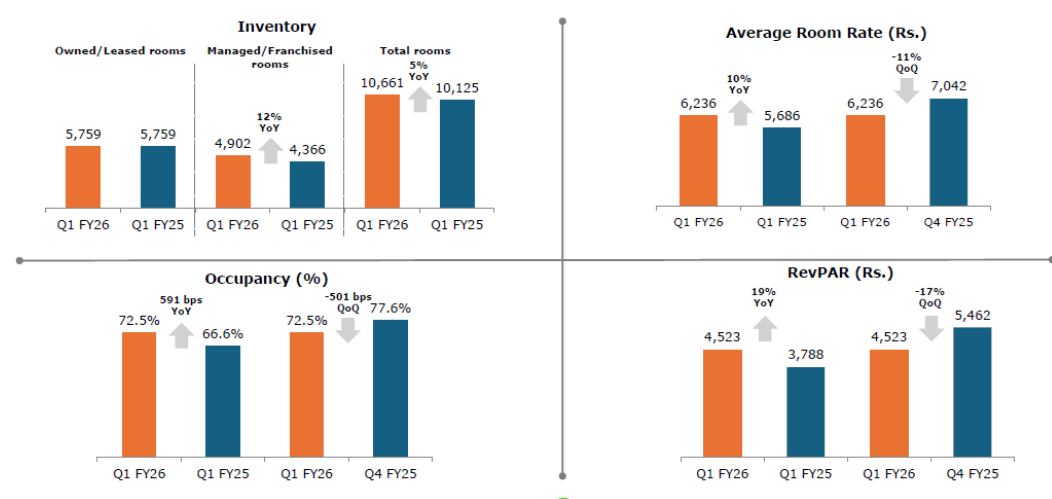 Inventory
Owned/Leased rooms
Managed/Franchised
rooms
Total rooms
5,759
5,759
Q1 FY26
Q1 FY25
12%
YoY
4,902
4,366
Q1 FY26
Q1 FY25
5%
YoY
10,661
10,125
Q1 FY26
Q1 FY25
Average Room Rate (Rs.)
10%
YoY
-11%
QoQ
6,236
5,686
6,236
7,042
Q1 FY26
Q1 FY25
Q1 FY26
Q4 FY25
Occupancy (%)
591 bps
YoY
-501 bps
QoQ
72.5%
66.6%
72.5%
77.6%
Q1 FY26
Q1 FY25
Q1 FY26
Q4 FY25
RevPAR (Rs.)
19%
YoY
-17%
QoQ
4,523
3,788
4,523
5,462
Q1 FY26
Q1 FY25
Q1 FY26
Q4 FY25